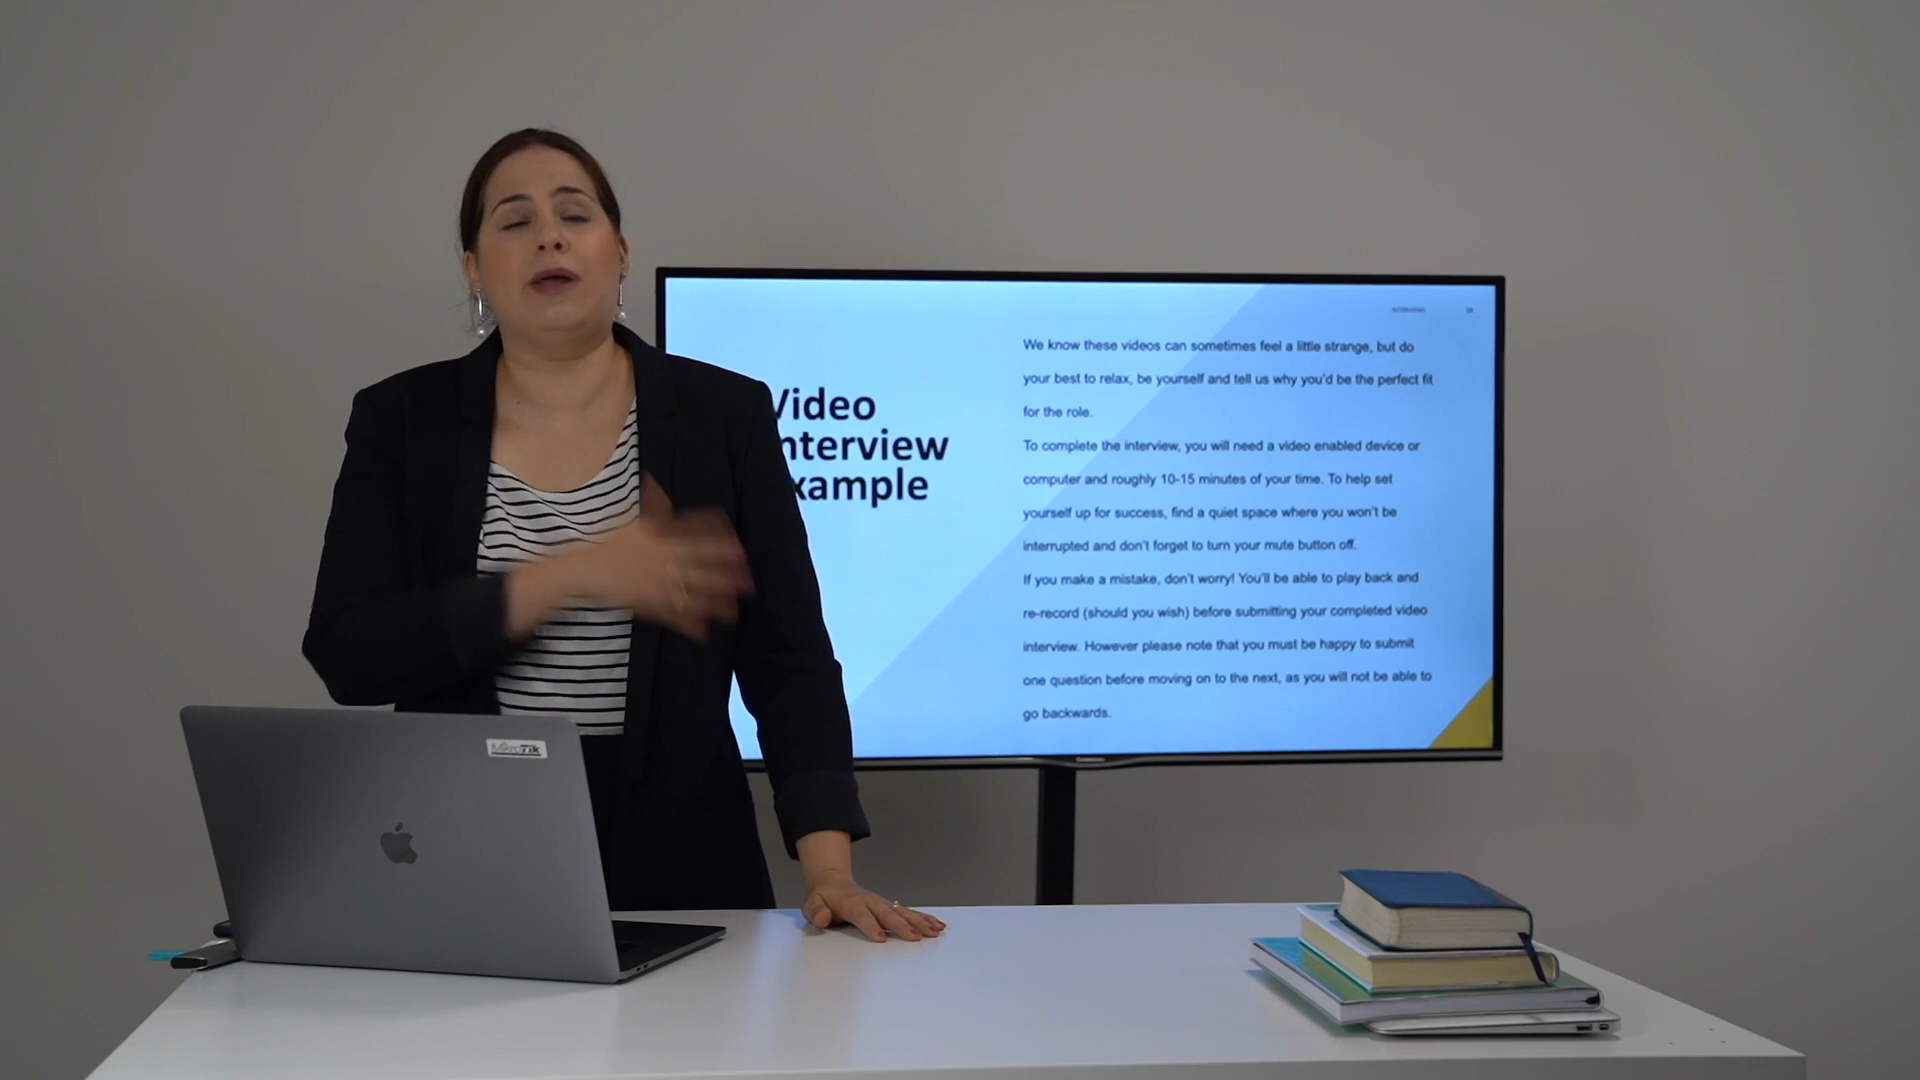 INTERVIEWS
Video
Interview
Example
We know these videos can sometimes feel a little strange, but do
your best to relax, be yourself and tell us why you'd be the perfect fit
for the role.
To complete the interview, you will need a video enabled device or
computer and roughly 10-15 minutes of your time. To help set
yourself up for success, find a quiet space where you won't be
interrupted and don't forget to turn your mute button off.
If you make a mistake, don't worry! You'll be able to play back and
re-record (should you wish) before submitting your completed video
interview. However please note that you must be happy to submit
one question before moving on to the next, as you will not be able to
go backwards.
MikroTik